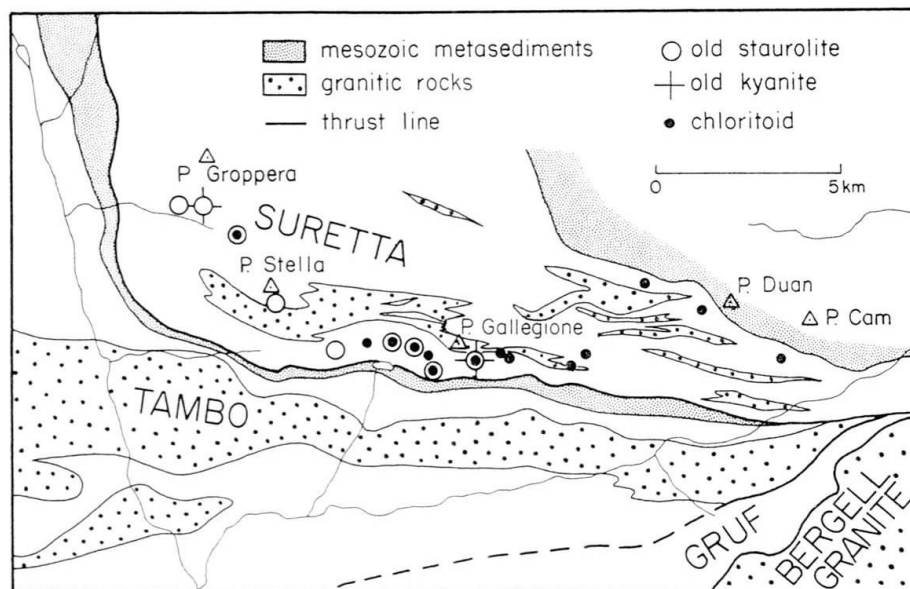 mesozoic metasediments
granitic rocks
thrust line
old staurolite
old kyanite
chloritoid
0 5 km
P. Groppera
SURETTA
P. Stella
P. Gallegione
P. Duan
P. Cam
TAMBO
GRUF
BERGELL
GRANITE